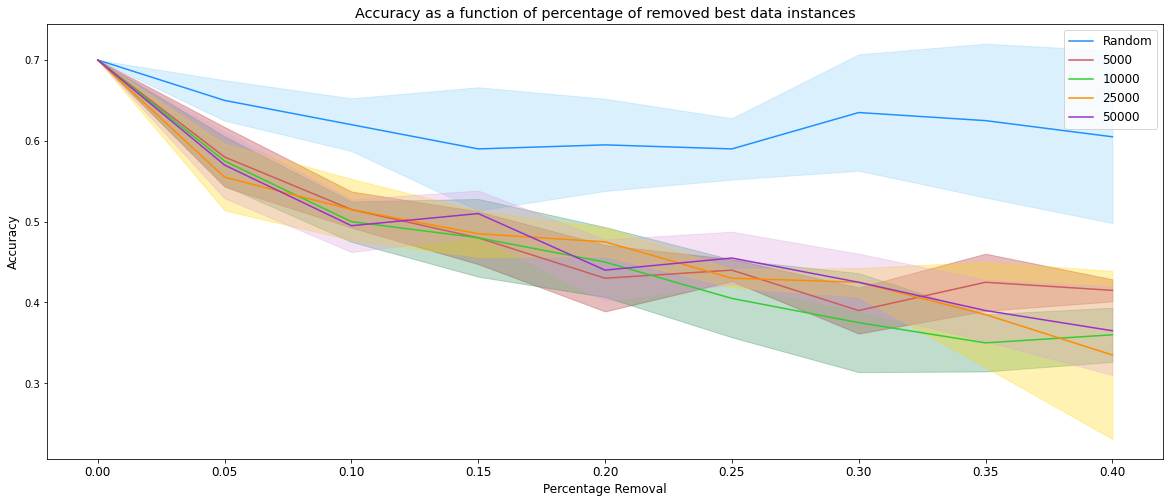 Accuracy as a function of percentage of removed best data instances
Random
5000
10000
25000
50000
0.7
0.6
0.5
0.4
0.3
Accuracy
0.00 0.05 0.10 0.15 0.20 0.25 0.30 0.35 0.40
Percentage Removal